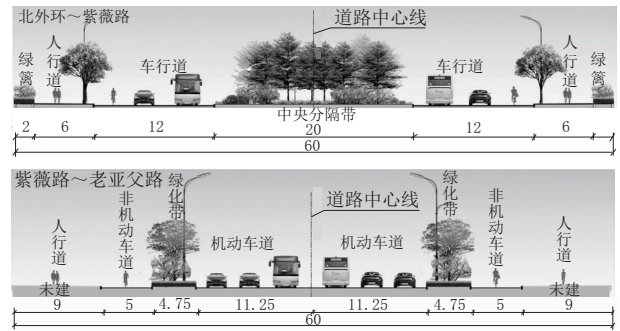 北外环～紫薇路
道路中心线
绿篱
人行道
车行道
车行道
人行道
绿篱
中央分隔带
2
6
12
20
12
6
60
紫薇路～老亚父路
道路中心线
人行道
非机动车道
绿化带
机动车道
机动车道
绿化带
非机动车道
人行道
未建
未建
9
5
4.75
11.25
11.25
4.75
5
9
60